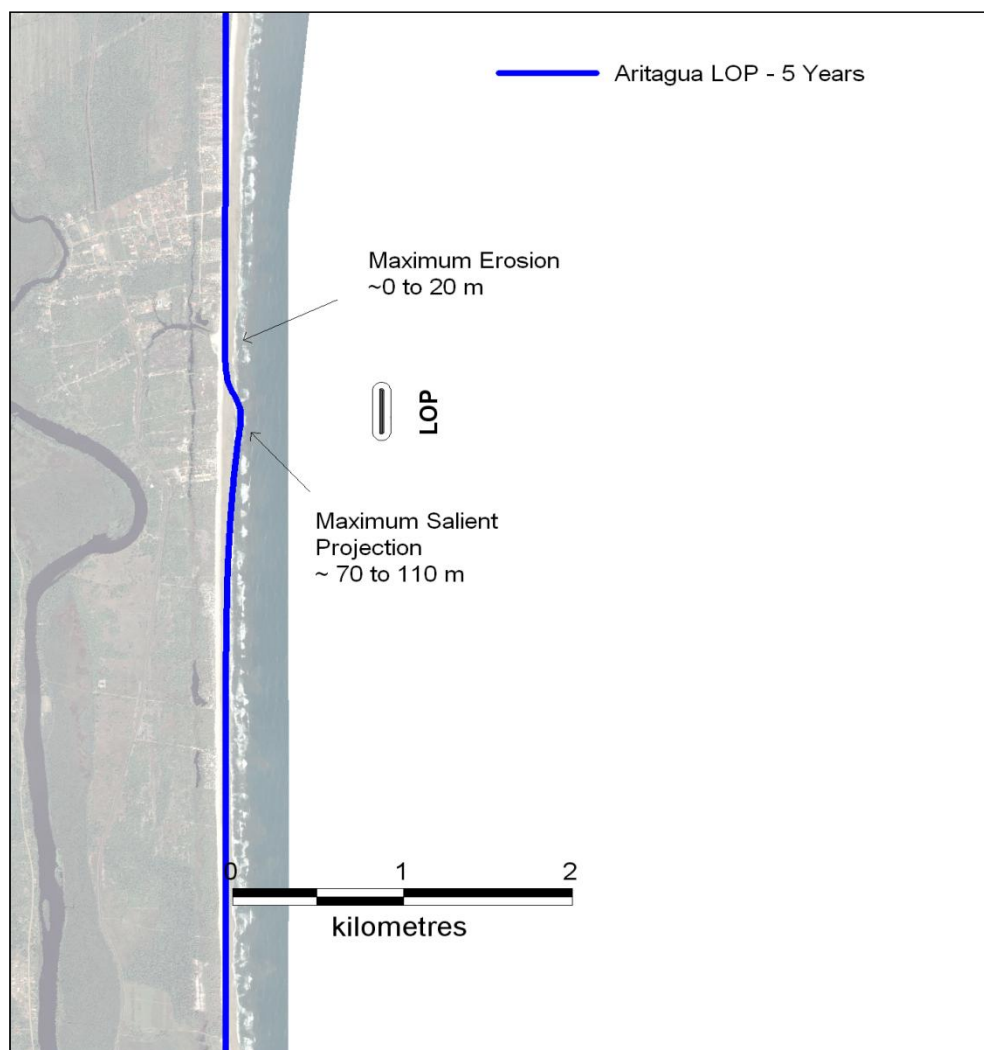 Aritagua LOP - 5 Years
Maximum Erosion
~0 to 20 m
LOP
Maximum Salient
Projection
~ 70 to 110 m
0 1 2
kilometres